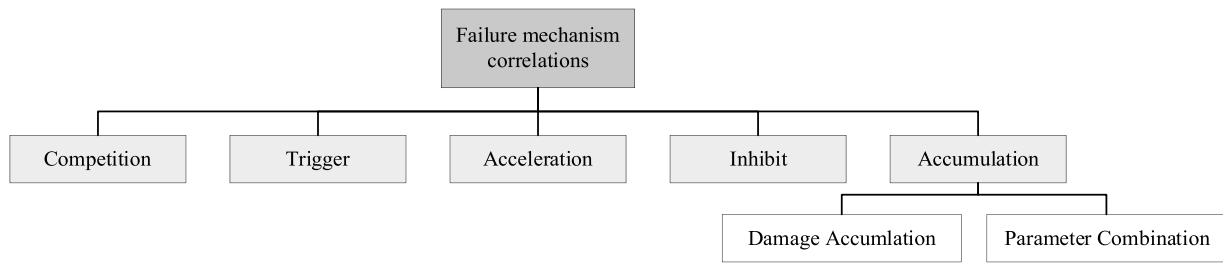 Failure mechanism
correlations
Competition
Trigger
Acceleration
Inhibit
Accumulation
Damage Accumlation
Parameter Combination